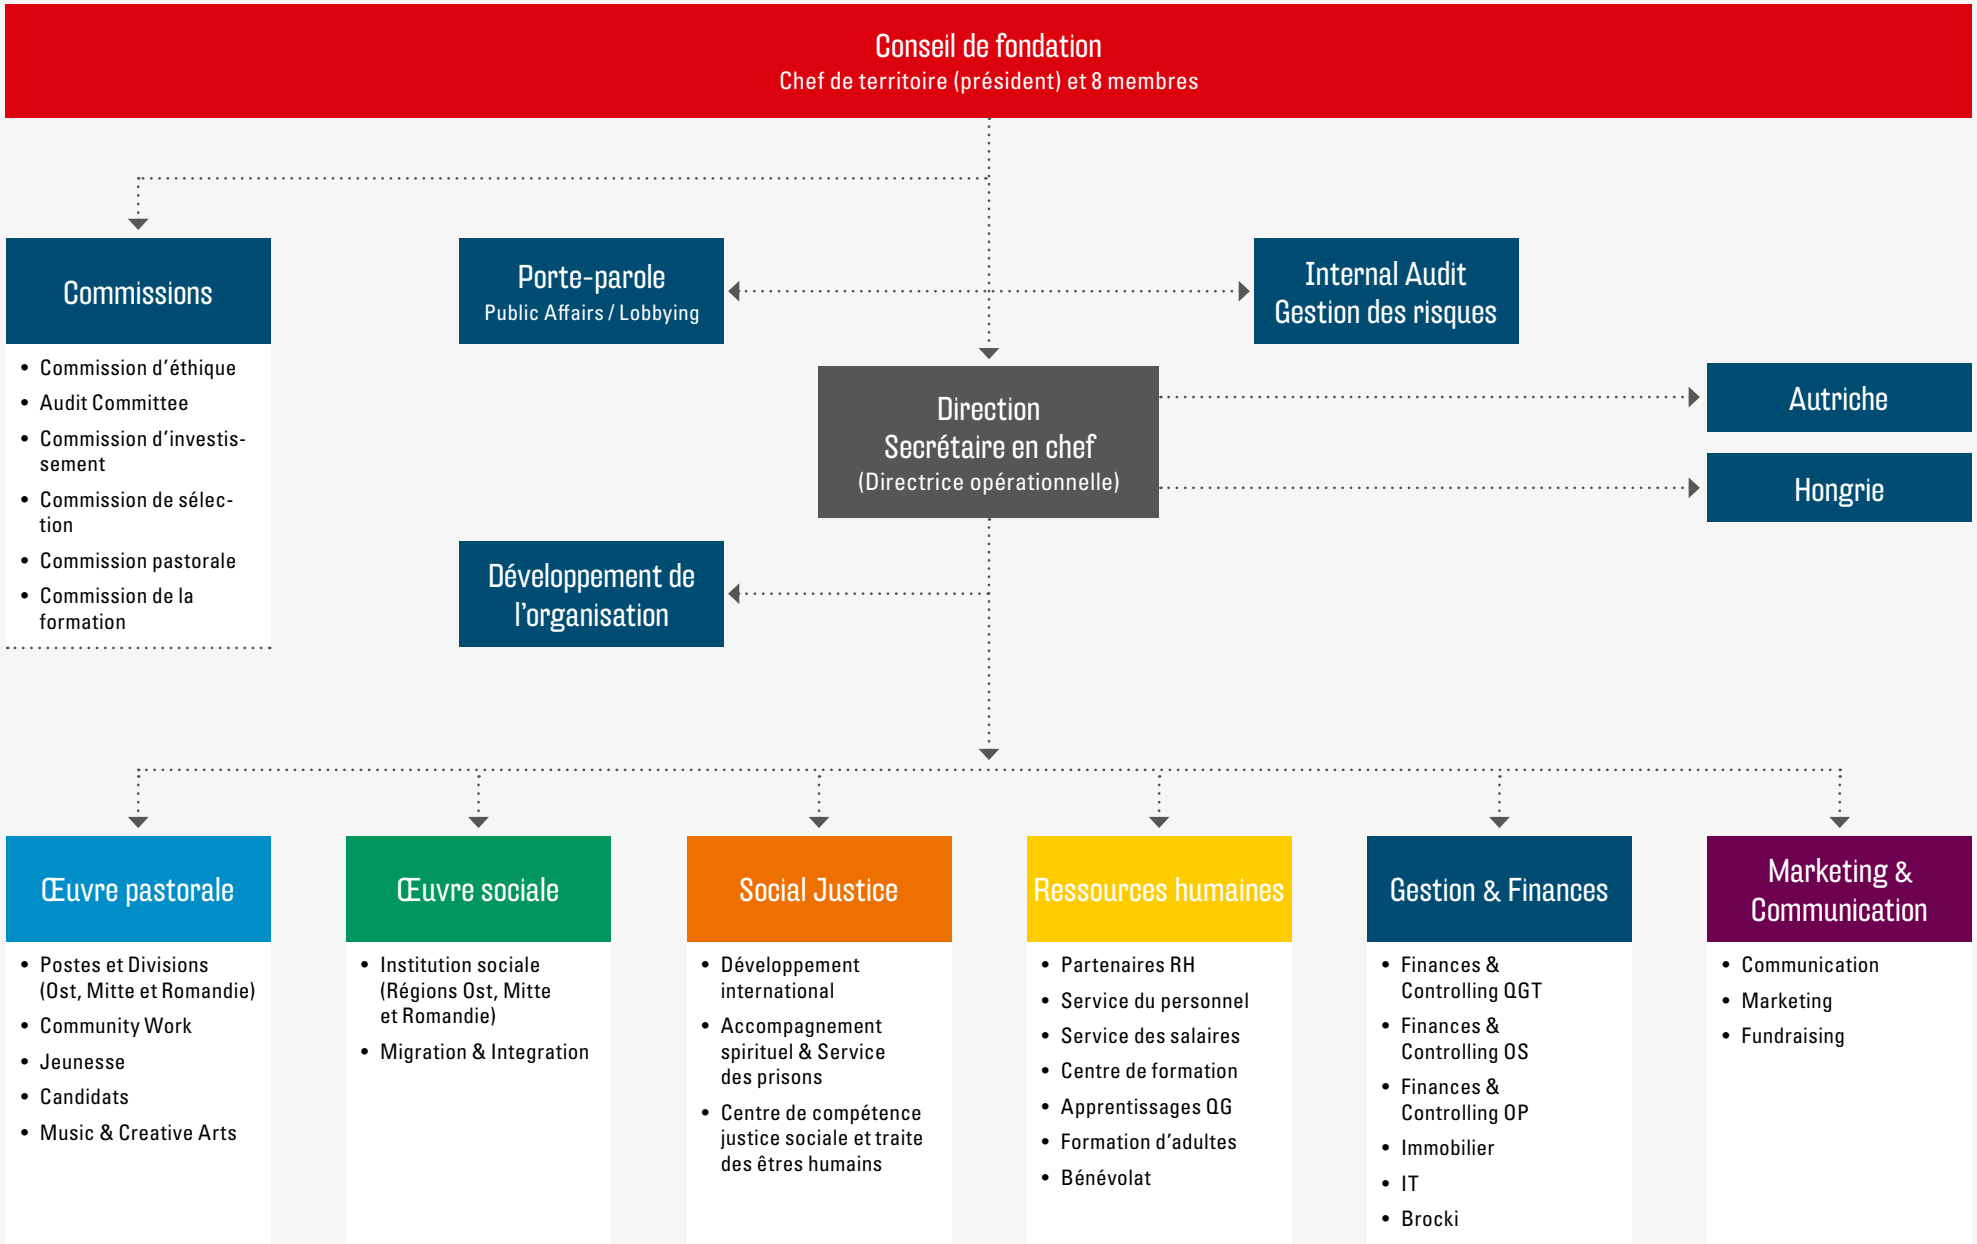 Conseil de fondation
Chef de territoire (président) et 8 membres
Commissions
• Commission d'éthique
• Audit Committee
• Commission d'investis-
sement
• Commission de sélec-
tion
• Commission pastorale
• Commission de la
formation
Porte-parole
Public Affairs / Lobbying
Internal Audit
Gestion des risques
Direction
Secrétaire en chef
(Directrice opérationnelle)
Autriche
Hongrie
Développement de
l'organisation
Œuvre pastorale
• Postes et Divisions
(Ost, Mitte et Romandie)
• Community Work
• Jeunesse
• Candidats
• Music & Creative Arts
Œuvre sociale
• Institution sociale
(Régions Ost, Mitte
et Romandie)
• Migration & Integration
Social Justice
• Développement
international
• Accompagnement
spirituel & Service
des prisons
• Centre de compétence
justice sociale et traite
des êtres humains
Ressources humaines
• Partenaires RH
• Service du personnel
• Service des salaires
• Centre de formation
• Apprentissages QG
• Formation d'adultes
• Bénévolat
Gestion & Finances
• Finances &
Controlling QGT
• Finances &
Controlling OS
• Finances &
Controlling OP
• Immobilier
• IT
• Brocki
Marketing &
Communication
• Communication
• Marketing
• Fundraising